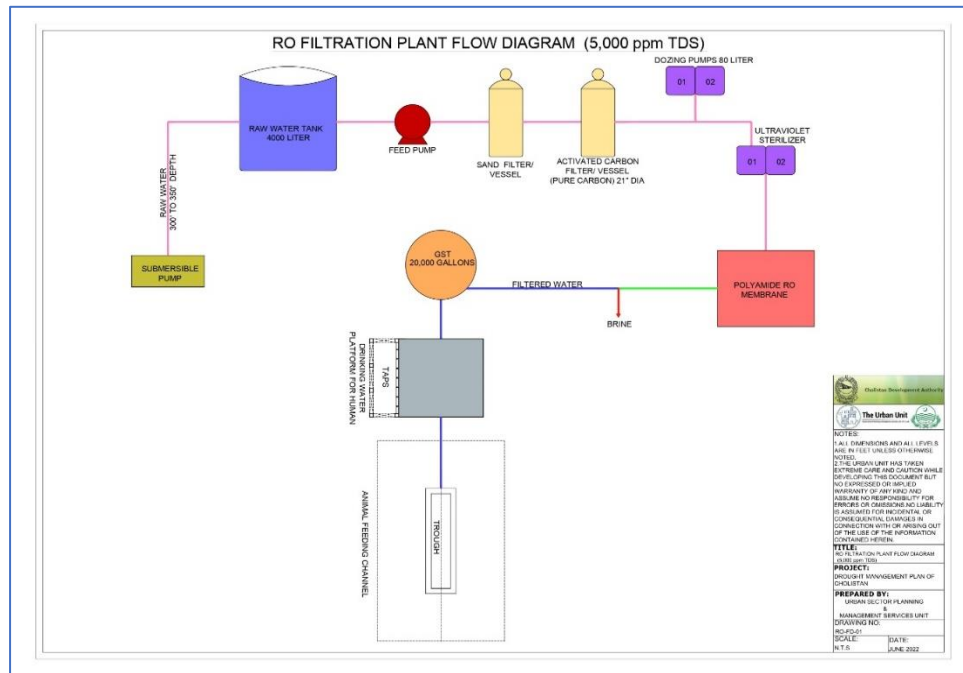 RO FILTRATION PLANT FLOW DIAGRAM (5,000 ppm TDS)
DOZING PUMPS 80 LITER
01 02
RAW WATER TANK
4000 LITER
FEED PUMP
SAND FILTER/
VESSEL
ACTIVATED CARBON
FILTER/ VESSEL
(PURE CARBON) 21" DIA
ULTRAVIOLET
STERILIZER
01 02
RAW WATER
300' TO 350' DEPTH
SUBMERSIBLE
PUMP
GST
20,000 GALLONS
FILTERED WATER
BRINE
POLYAMIDE RO
MEMBRANE
TAPS
DRINKING WATER
PLATFORM FOR HUMAN
ANIMAL FEEDING CHANNEL
TROUGH
Cholistan Development Authority
The Urban Unit
NOTES:
1.ALL DIMENSIONS AND ALL LEVELS
ARE IN FEET UNLESS OTHERWISE
NOTED.
2.THE URBAN UNIT HAS TAKEN
EXTREME CARE AND CAUTION WHILE
DEVELOPING THIS DOCUMENT BUT
NO EXPRESSED OR IMPLIED
WARRANTY OF ANY KIND AND
ASSUME NO RESPONSIBILITY FOR
ERRORS OR OMISSIONS.NO LIABILITY
IS ASSUMED FOR INCIDENTAL OR
CONSEQUENTIAL DAMAGES IN
CONNECTION WITH OR ARISING OUT
OF THE USE OF THE INFORMATION
CONTAINED HEREIN.
TITLE:
RO FILTRATION PLANT FLOW DIAGRAM
(5,000 ppm TDS)
PROJECT:
DROUGHT MANAGEMENT PLAN OF
CHOLISTAN
PREPARED BY:
URBAN SECTOR PLANNING
&
MANAGEMENT SERVICES UNIT
DRAWING NO:
RO-FD-01
SCALE: DATE:
N.T.S JUNE 2022